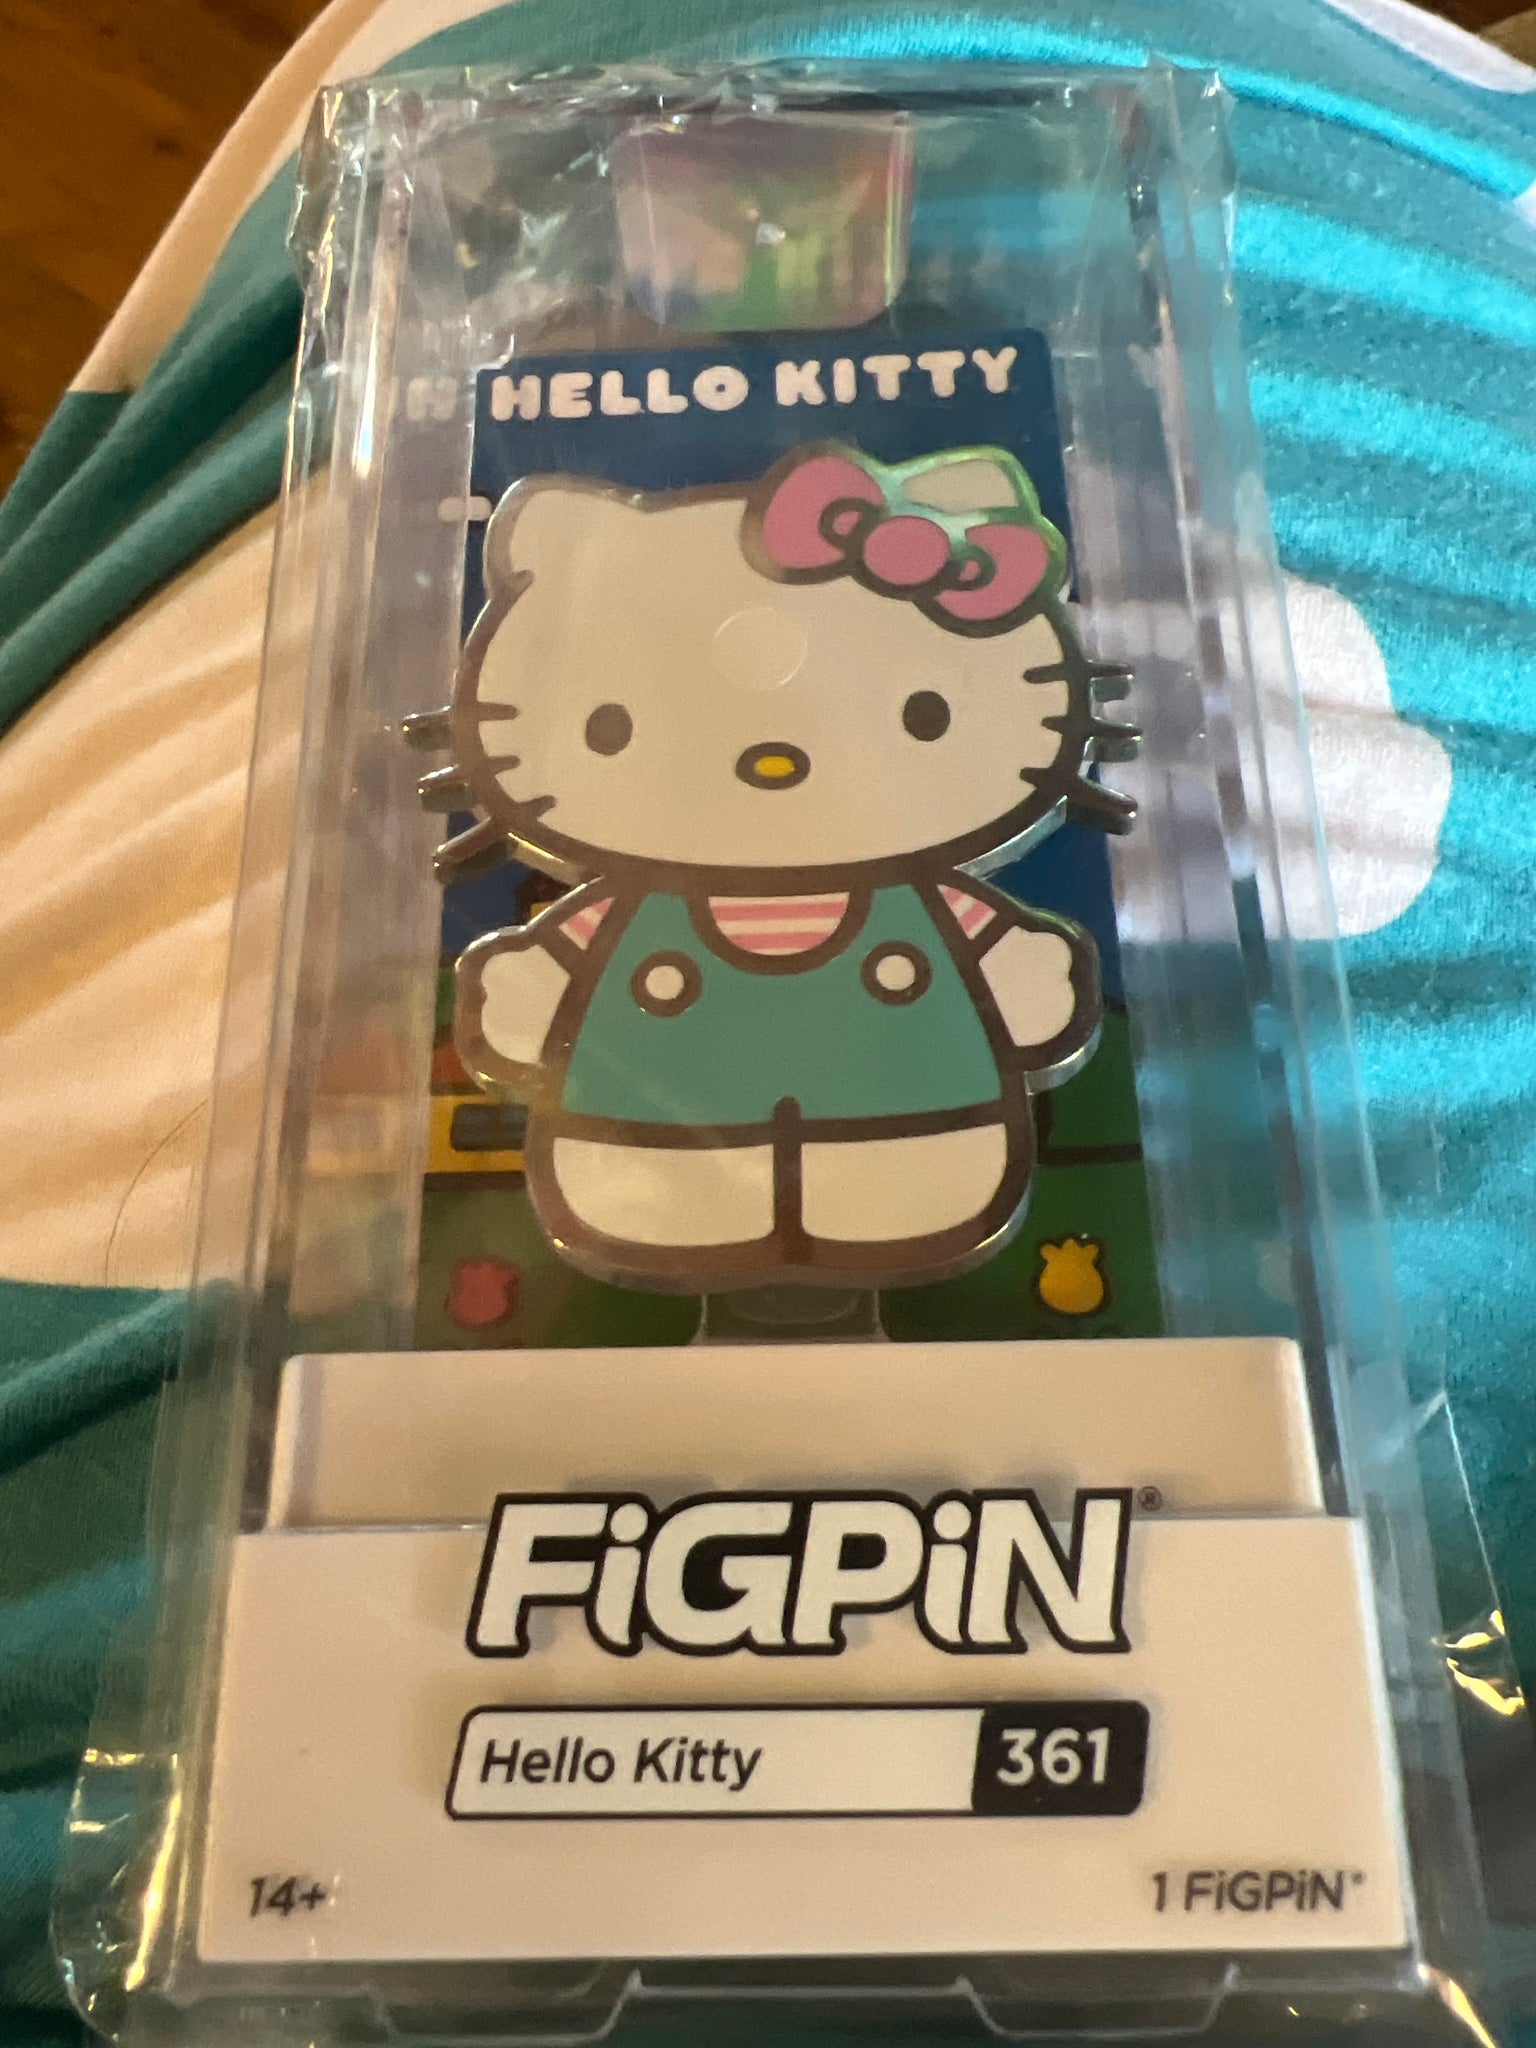 HELLO KITTY
FiGPiN®
Hello Kitty 361
14+
1 FiGPiN®